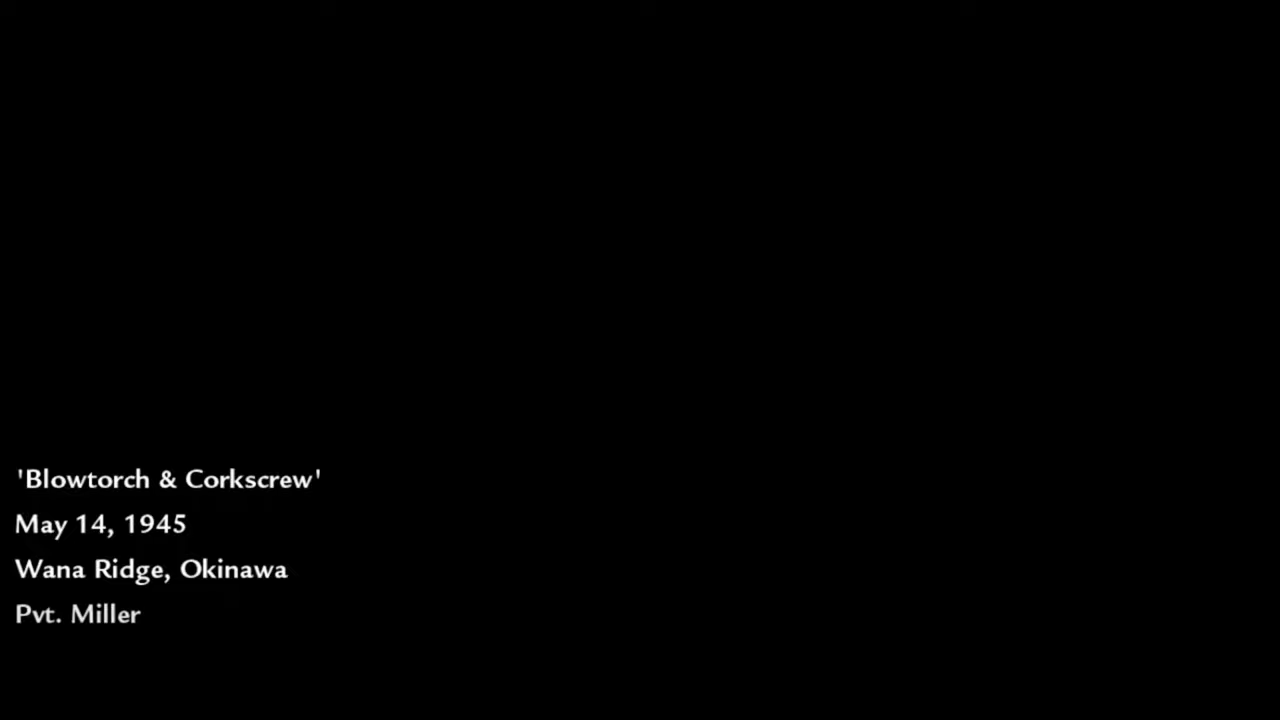 'Blowtorch & Corkscrew'
May 14, 1945
Wana Ridge, Okinawa
Pvt. Miller